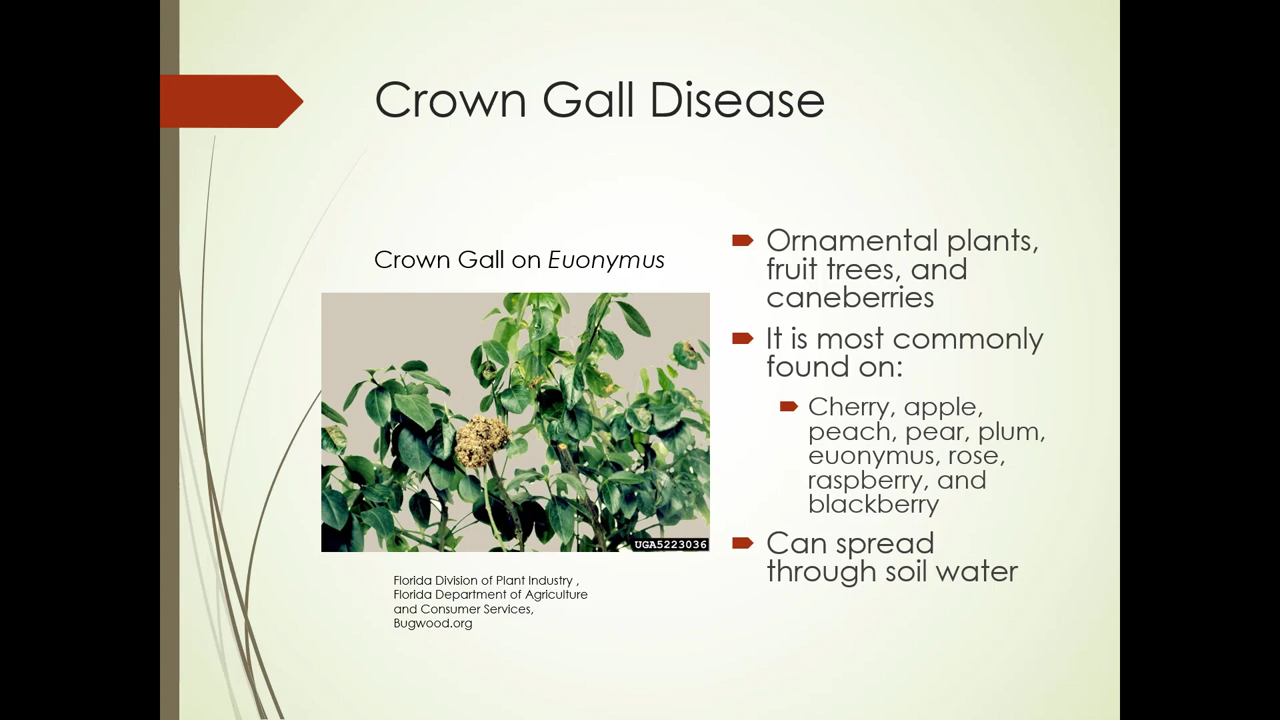 Crown Gall Disease
Crown Gall on Euonymus
UGA5223036
Florida Division of Plant Industry ,
Florida Department of Agriculture
and Consumer Services,
Bugwood.org
Ornamental plants,
fruit trees, and
caneberries
It is most commonly
found on:
Cherry, apple,
peach, pear, plum,
euonymus, rose,
raspberry, and
blackberry
Can spread
through soil water